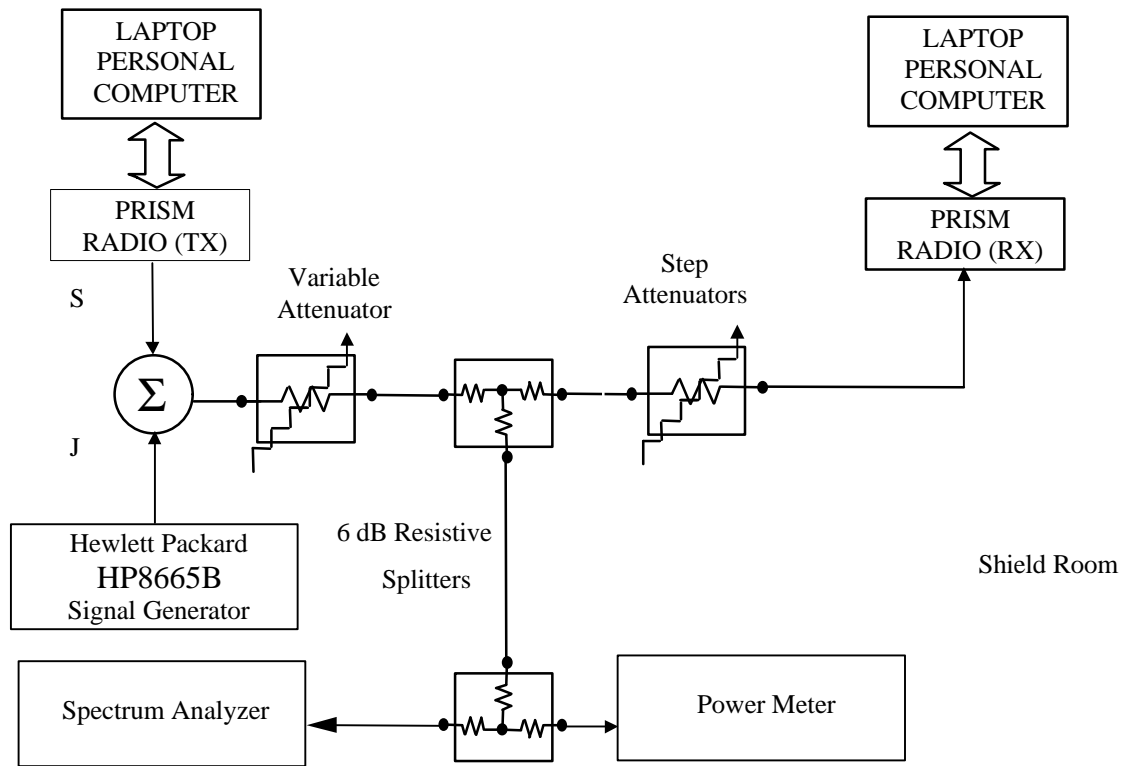 LAPTOP
PERSONAL
COMPUTER
LAPTOP
PERSONAL
COMPUTER
PRISM
RADIO (TX)
PRISM
RADIO (RX)
S
Variable
Attenuator
Step
Attenuators
Σ
J
Hewlett Packard
HP8665B
Signal Generator
6 dB Resistive
Splitters
Shield Room
Spectrum Analyzer
Power Meter